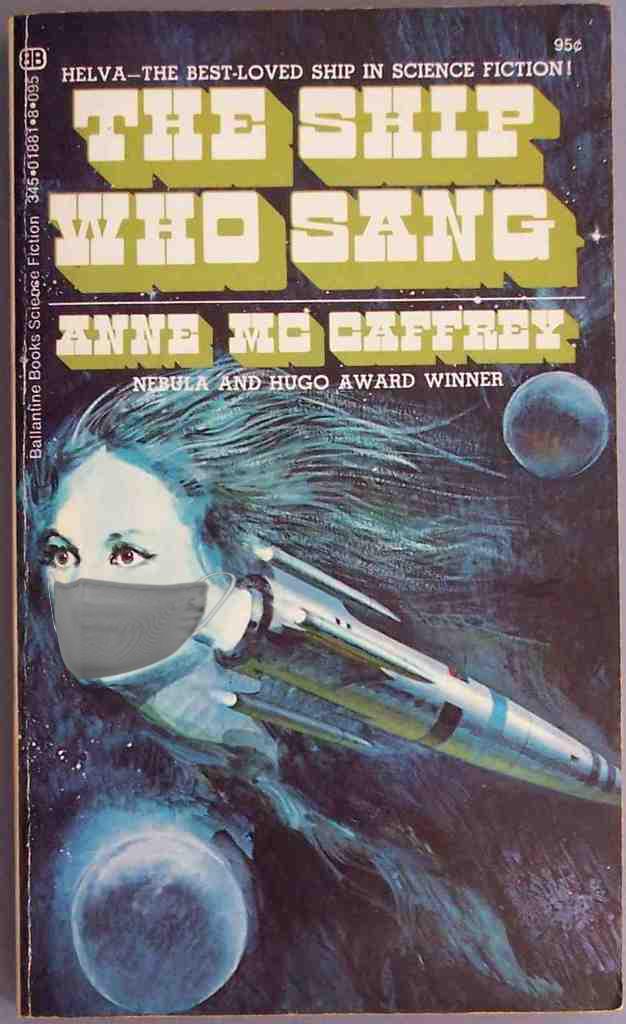 BB
95¢
HELVA—THE BEST-LOVED SHIP IN SCIENCE FICTION!
THE SHIP
WHO SANG
ANNE MC CAFFREY
NEBULA AND HUGO AWARD WINNER
Ballantine Books Science Fiction 345•01881•8•095